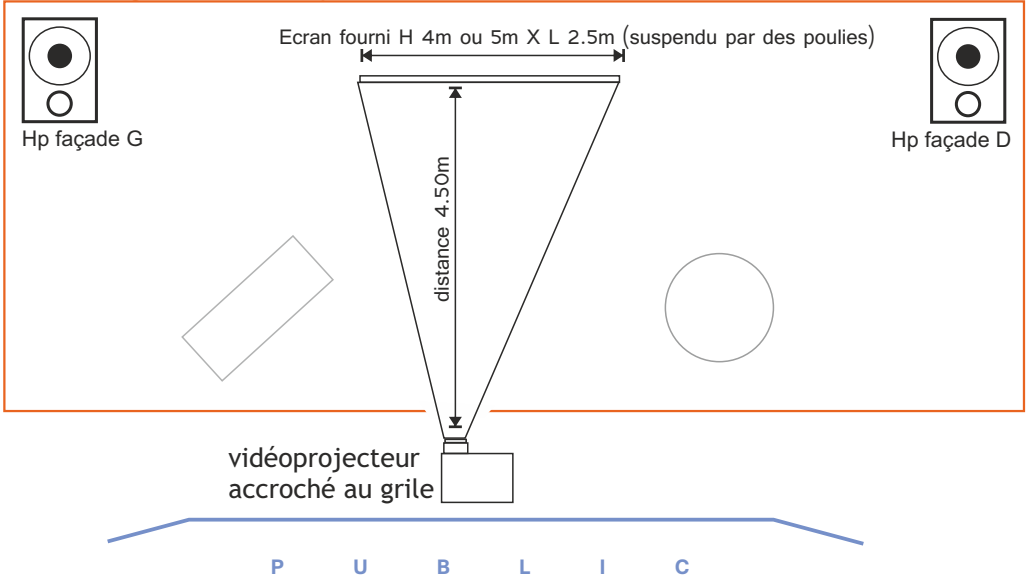 Ecran fourni H 4m ou 5m X L 2.5m (suspendu par des poulies)
Hp façade G
Hp façade D
distance 4.50m
vidéoprojecteur
accroché au grile
P U B L I C